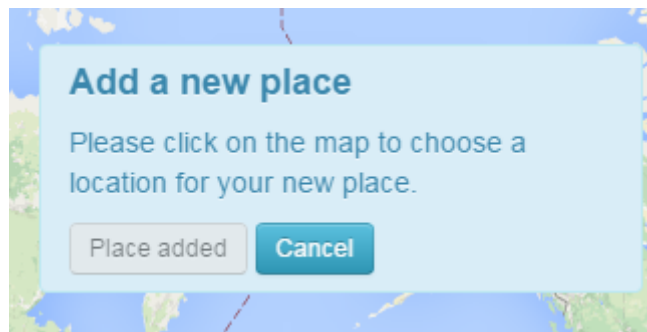 Add a new place
Please click on the map to choose a
location for your new place.
Place added
Cancel